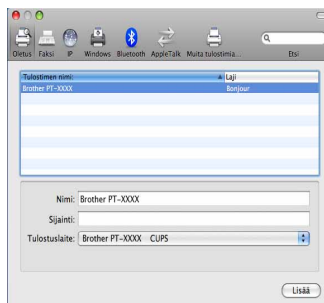 Oletus Faksi IP Windows Bluetooth AppleTalk Muita tulostimia... Etsi
Tulostimen nimi: Laji
Brother PT-XXXX Bonjour
Nimi: Brother PT-XXXX
Sijainti:
Tulostuslaite: Brother PT-XXXX CUPS
Lisää